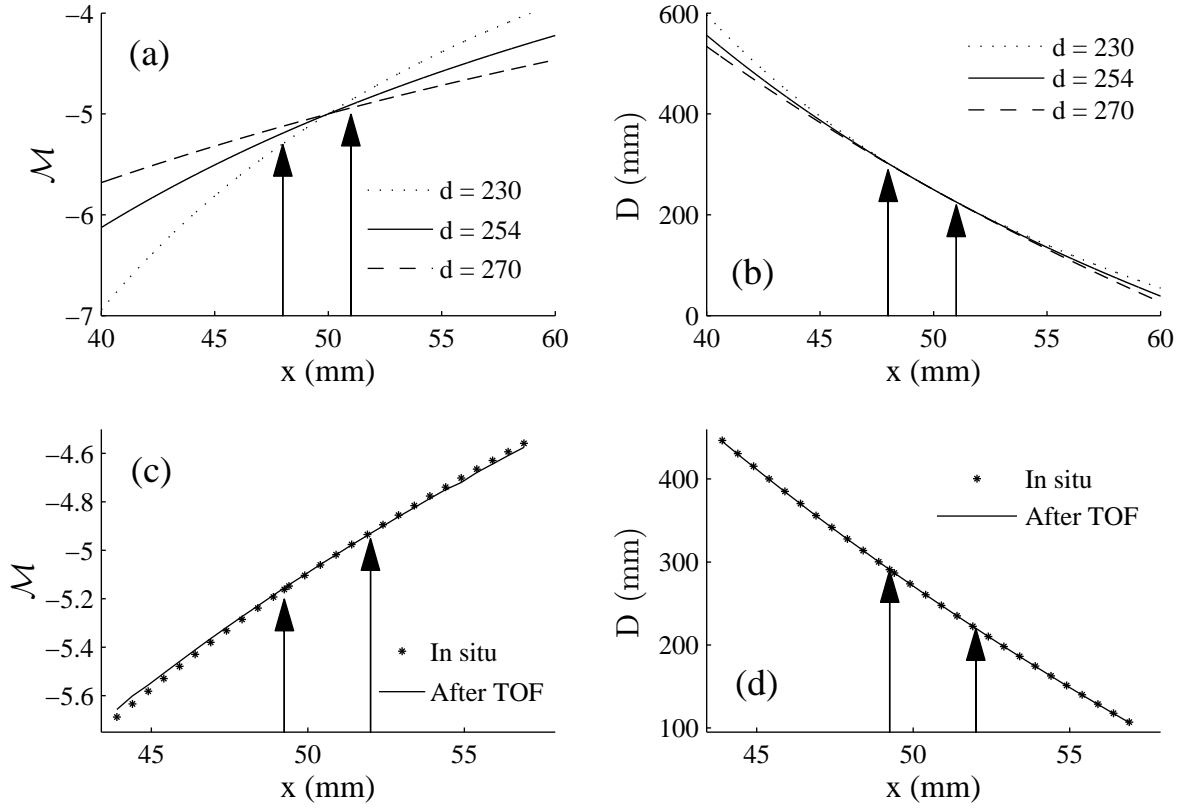 (a)
−4
−5
−6
−7
ℳ
d = 230
d = 254
d = 270
40 45 50 55 60
x (mm)
(b)
600
400
200
0
D (mm)
d = 230
d = 254
d = 270
40 45 50 55 60
x (mm)
(c)
−4.6
−4.8
−5
−5.2
−5.4
−5.6
ℳ
In situ
After TOF
45 50 55
x (mm)
(d)
400
300
200
100
D (mm)
In situ
After TOF
45 50 55
x (mm)